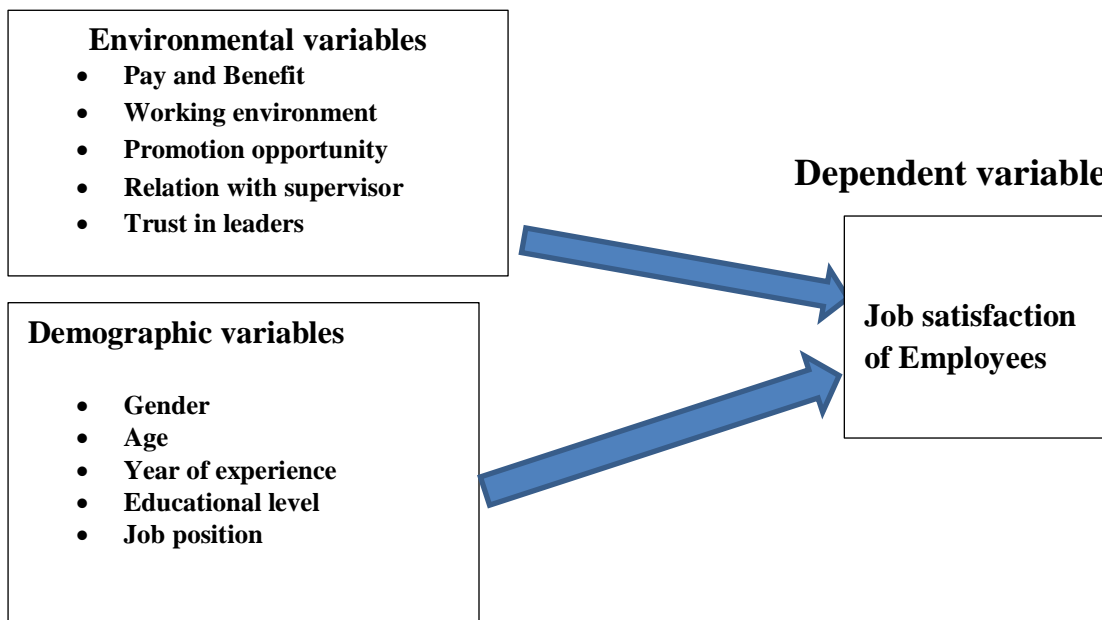 Environmental variables
• Pay and Benefit
• Working environment
• Promotion opportunity
• Relation with supervisor
• Trust in leaders
Demographic variables
• Gender
• Age
• Year of experience
• Educational level
• Job position
Dependent variable
Job satisfaction
of Employees